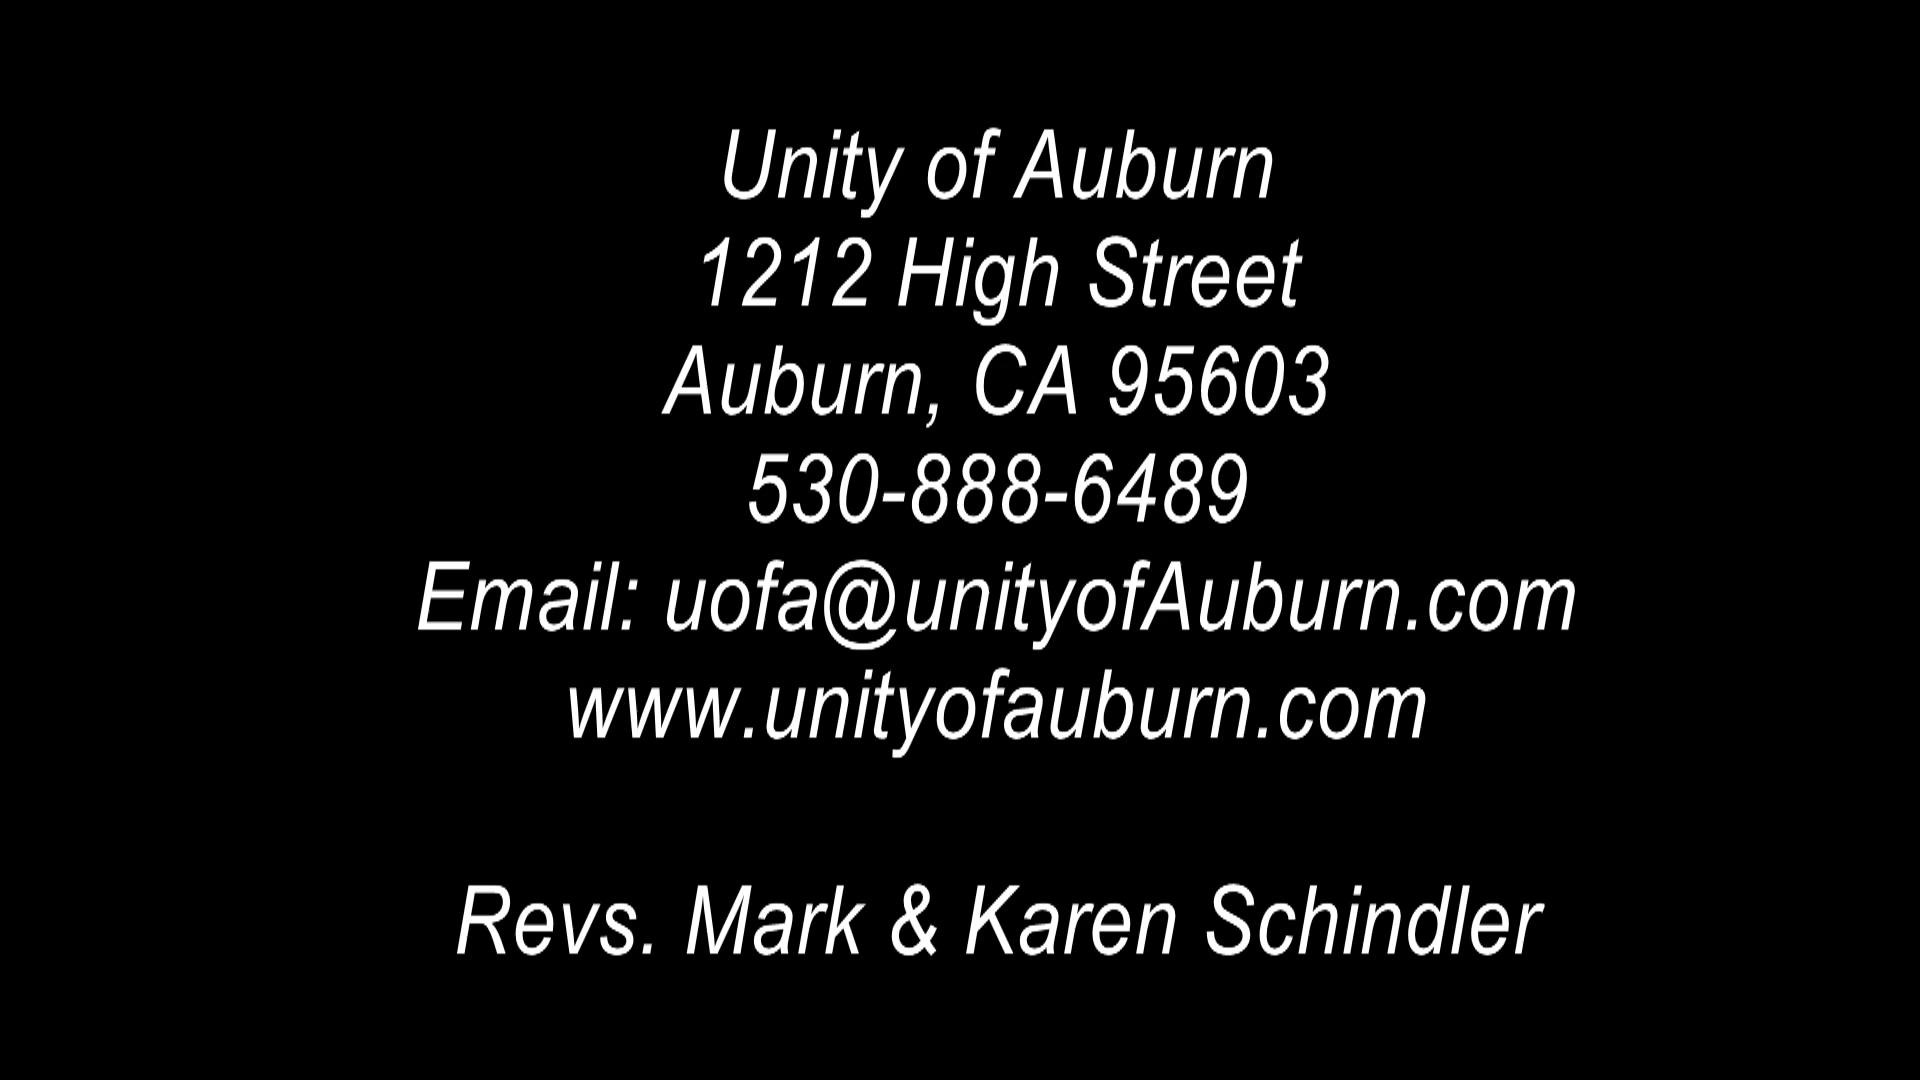 Unity of Auburn
1212 High Street
Auburn, CA 95603
530-888-6489
Email: uofa@unityofAuburn.com
www.unityofauburn.com
Revs. Mark & Karen Schindler